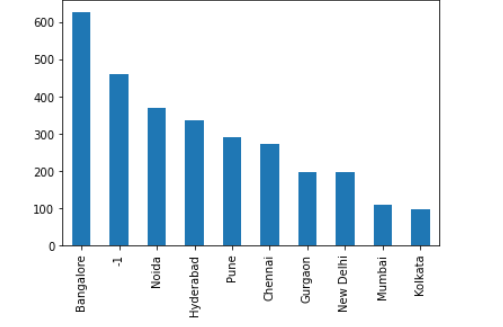 600
500
400
300
200
100
0
Bangalore
-1
Noida
Hyderabad
Pune
Chennai
Gurgaon
New Delhi
Mumbai
Kolkata